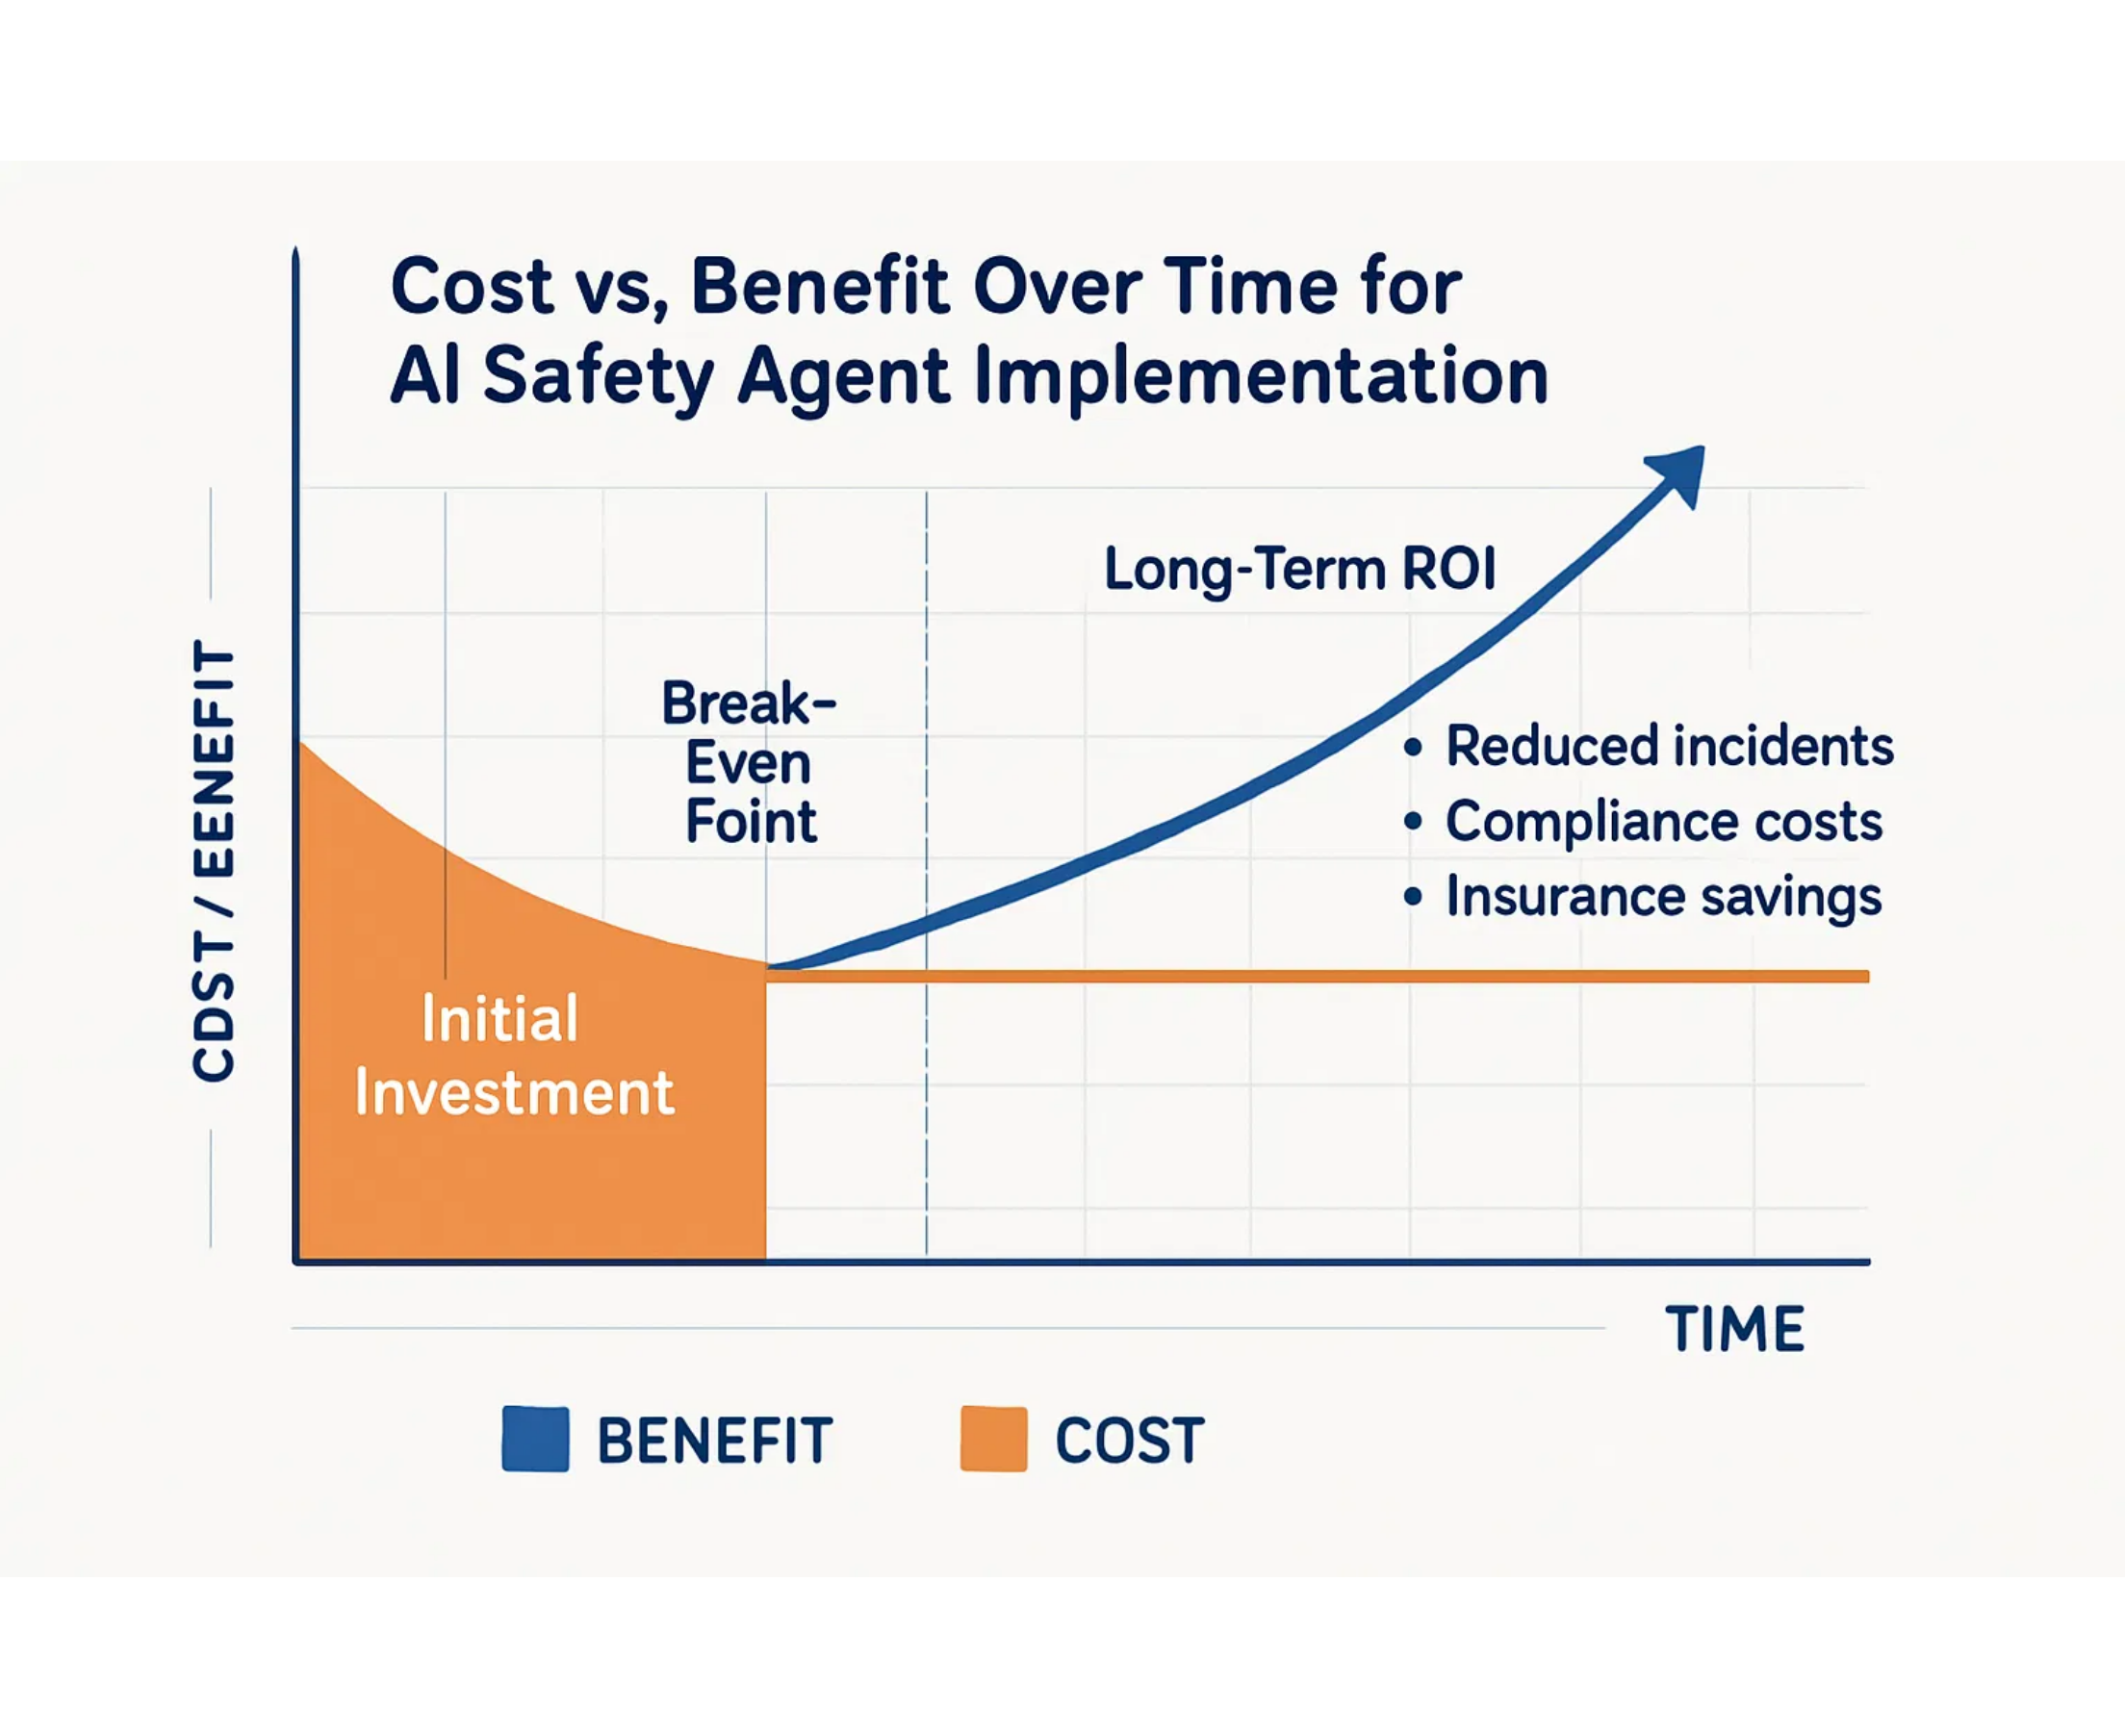 Cost vs, Benefit Over Time for
AI Safety Agent Implementation
Long-Term ROI
Break-
Even
Foint
• Reduced incidents
• Compliance costs
• Insurance savings
CDST / EENEFIT
Initial
Investment
TIME
BENEFIT
COST